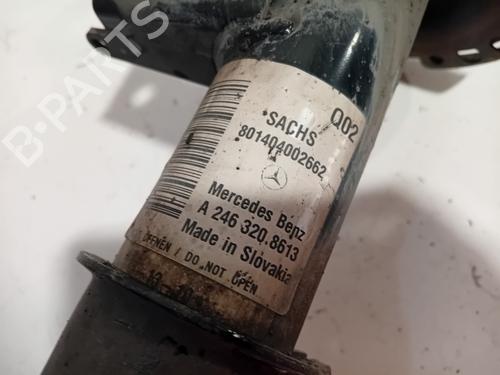 B-PARTS
Q02
SACHS
801404002662
Mercedes Benz
A 246 320 8613
Made in Slovakia
ÖFFNEN / DO NOT OPEN